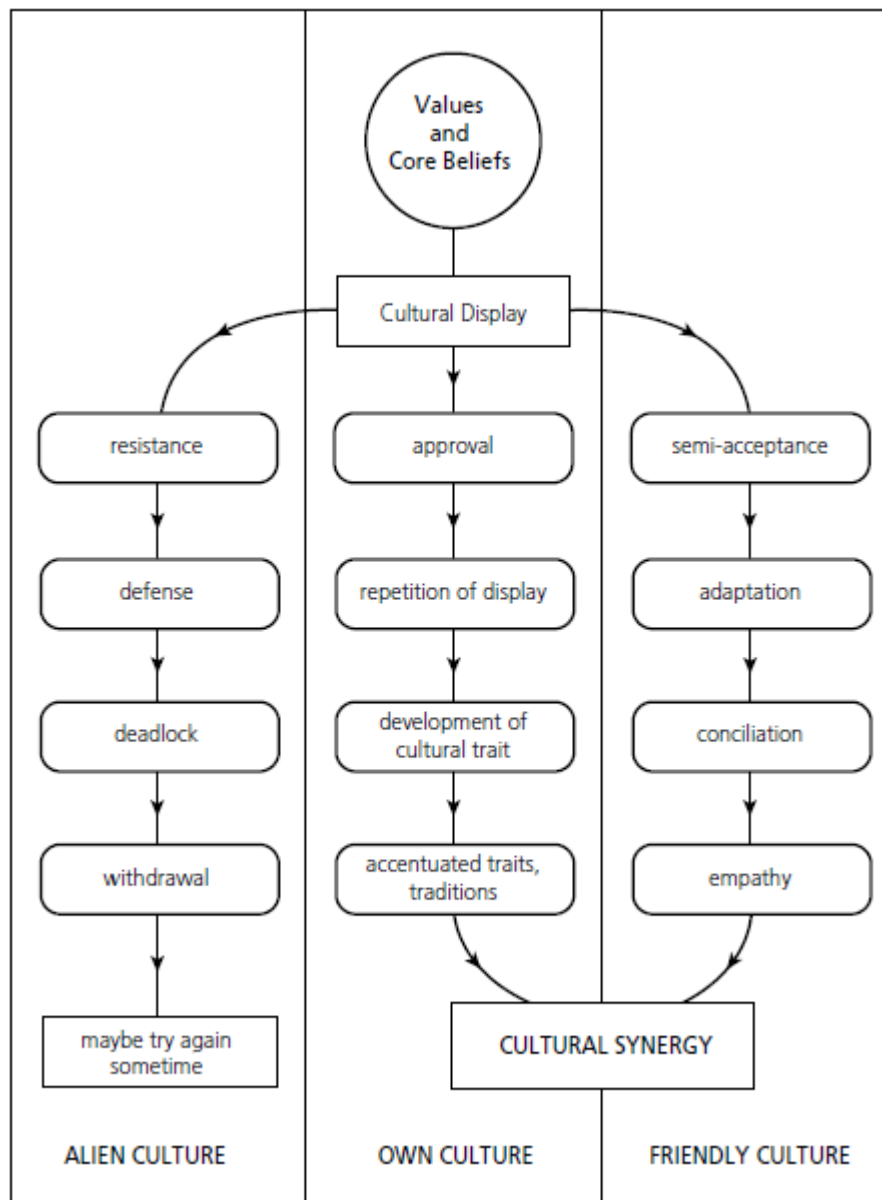 Values
and
Core Beliefs
Cultural Display
resistance
approval
semi-acceptance
defense
repetition of display
adaptation
deadlock
development of
cultural trait
conciliation
withdrawal
accentuated traits,
traditions
empathy
maybe try again
sometime
CULTURAL SYNERGY
ALIEN CULTURE
OWN CULTURE
FRIENDLY CULTURE